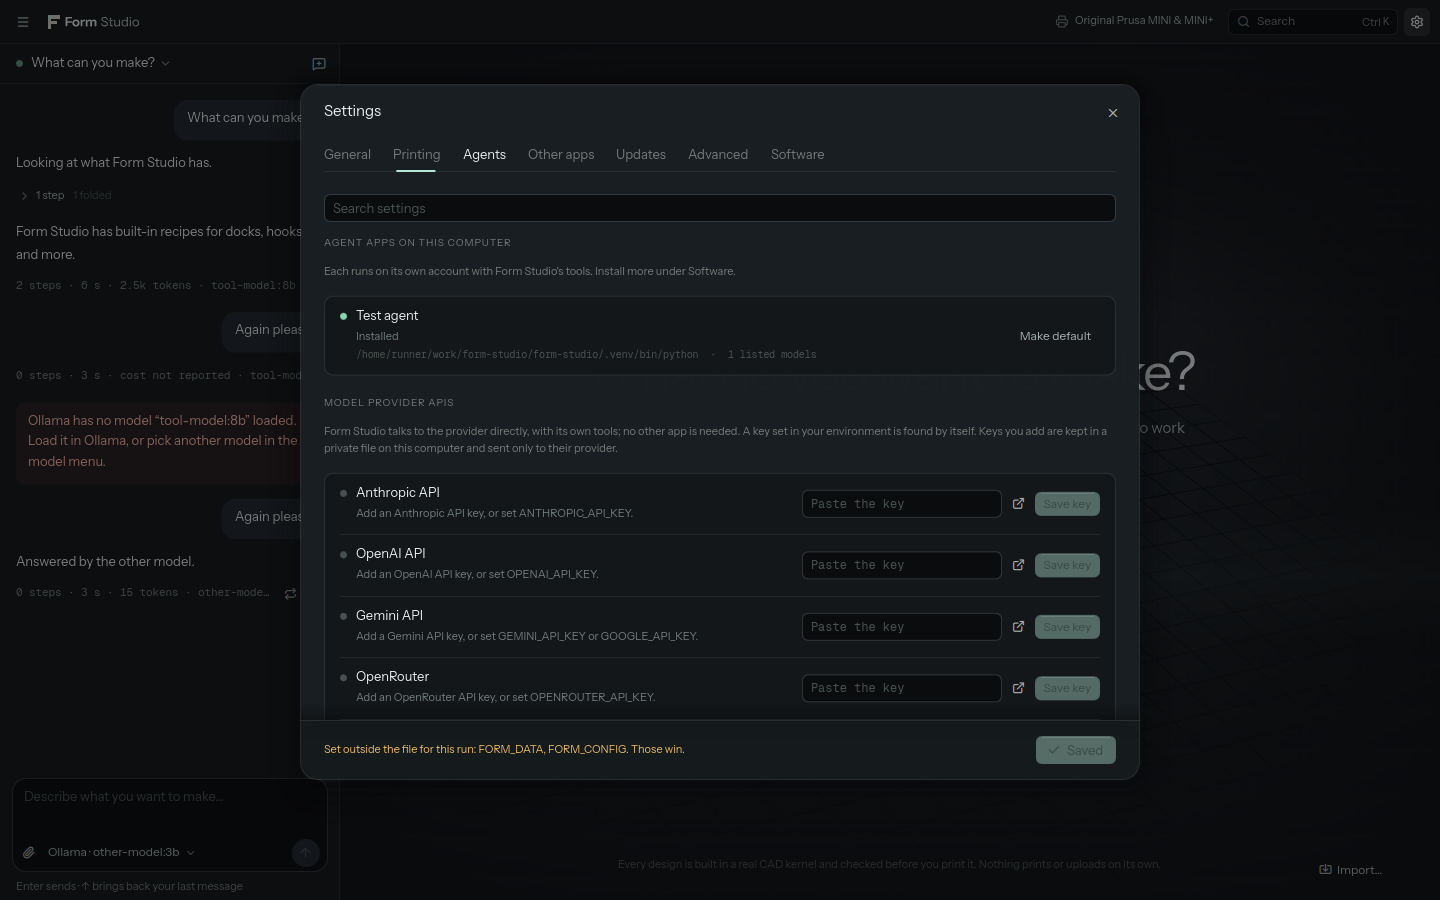 Form Studio
Original Prusa MINI & MINI+
Search
Ctrl K
What can you make?
What can you make
Looking at what Form Studio has.
1 step 1 folded
Form Studio has built-in recipes for docks, hooks
and more.
2 steps · 6 s · 2.5k tokens · tool-model:8b
Again pleas
0 steps · 3 s · cost not reported · tool-mod
Ollama has no model “tool-model:8b” loaded.
Load it in Ollama, or pick another model in the
model menu.
Again pleas
Answered by the other model.
0 steps · 3 s · 15 tokens · other-mode…
Describe what you want to make…
Ollama · other-model:3b
Enter sends · ↑ brings back your last message
Settings
General
Printing
Agents
Other apps
Updates
Advanced
Software
Search settings
AGENT APPS ON THIS COMPUTER
Each runs on its own account with Form Studio's tools. Install more under Software.
Test agent
Installed
/home/runner/work/form-studio/form-studio/.venv/bin/python · 1 listed models
Make default
MODEL PROVIDER APIS
Form Studio talks to the provider directly, with its own tools; no other app is needed. A key set in your environment is found by itself. Keys you add are kept in a
private file on this computer and sent only to their provider.
Anthropic API
Add an Anthropic API key, or set ANTHROPIC_API_KEY.
Paste the key
Save key
OpenAI API
Add an OpenAI API key, or set OPENAI_API_KEY.
Paste the key
Save key
Gemini API
Add a Gemini API key, or set GEMINI_API_KEY or GOOGLE_API_KEY.
Paste the key
Save key
OpenRouter
Add an OpenRouter API key, or set OPENROUTER_API_KEY.
Paste the key
Save key
Set outside the file for this run: FORM_DATA, FORM_CONFIG. Those win.
Saved
ke?
o work
Every design is built in a real CAD kernel and checked before you print it. Nothing prints or uploads on its own.
Import…